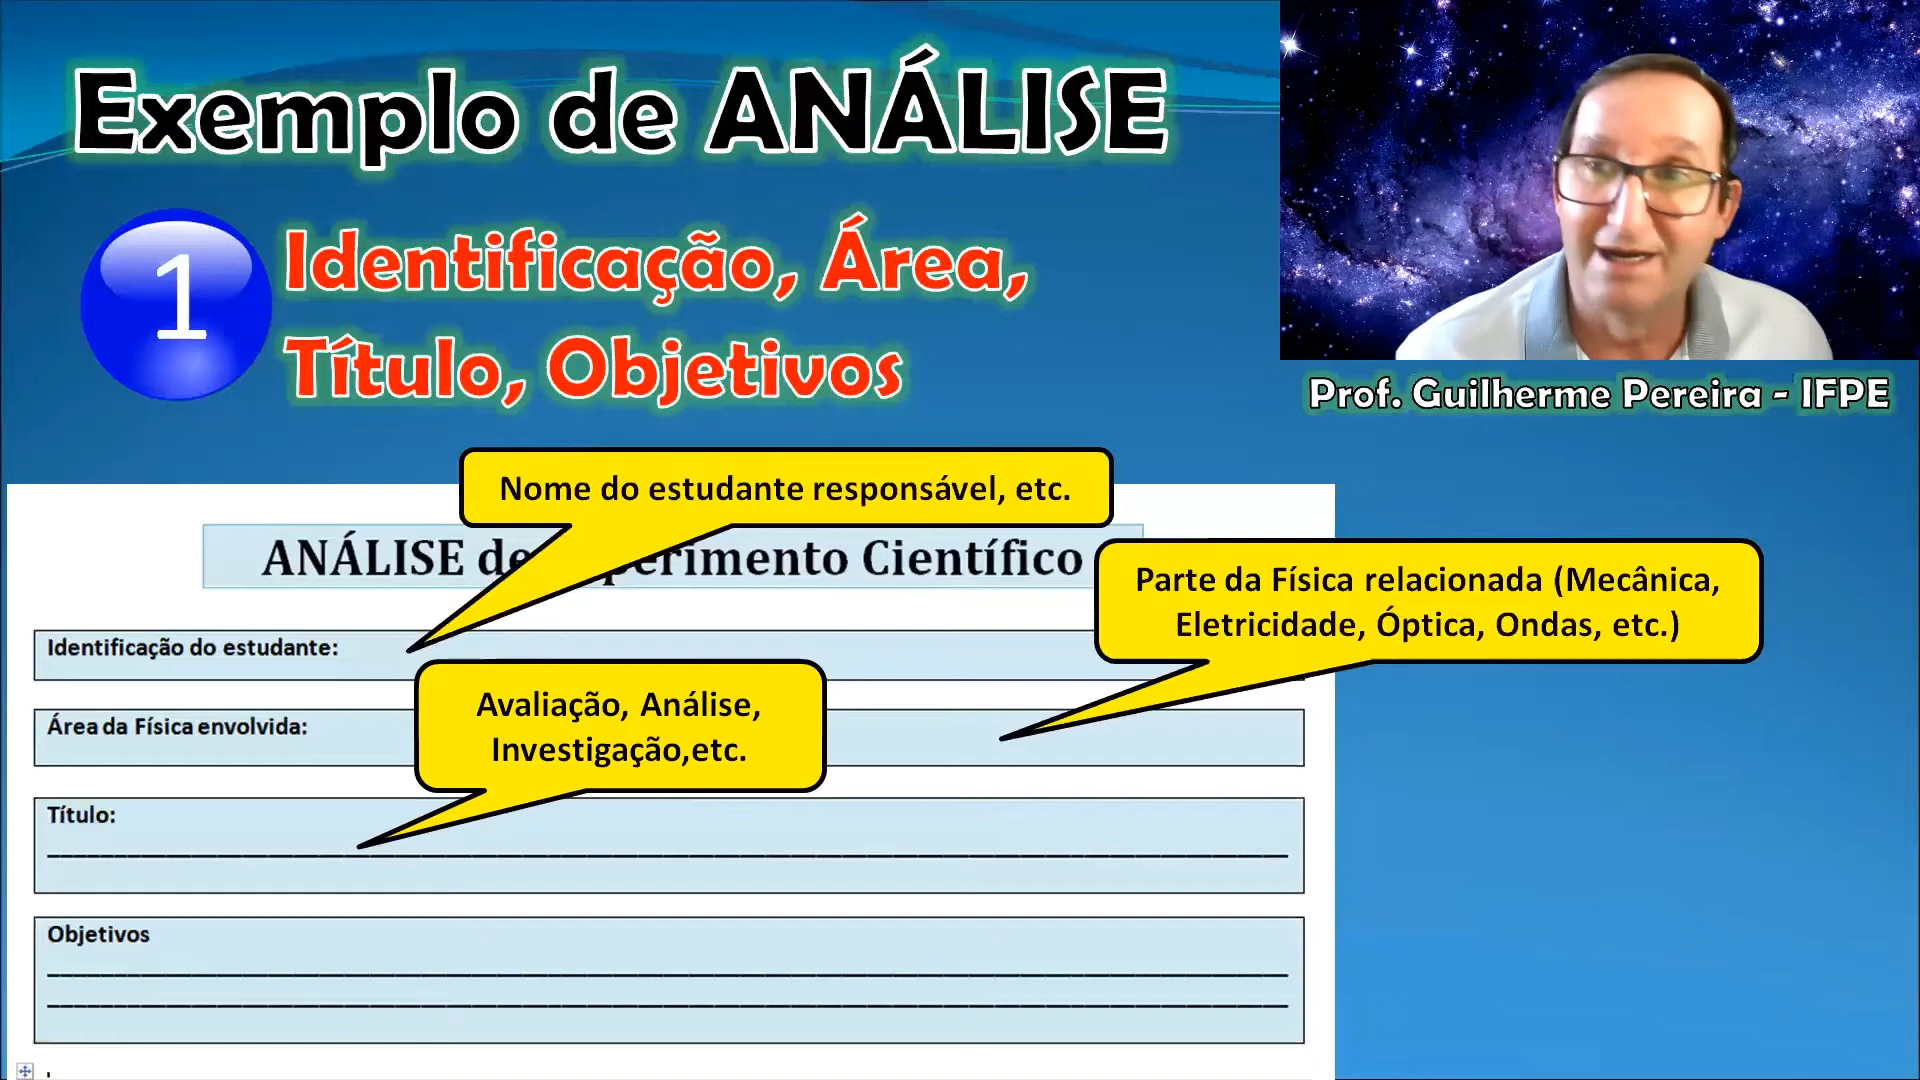 Exemplo de ANÁLISE
1
Identificação, Área,
Título, Objetivos
Prof. Guilherme Pereira - IFPE
Nome do estudante responsável, etc.
ANÁLISE de perimento Científico
Parte da Física relacionada (Mecânica,
Eletricidade, Óptica, Ondas, etc.)
Identificação do estudante:
Avaliação, Análise,
Investigação,etc.
Área da Física envolvida:
Título:
Objetivos